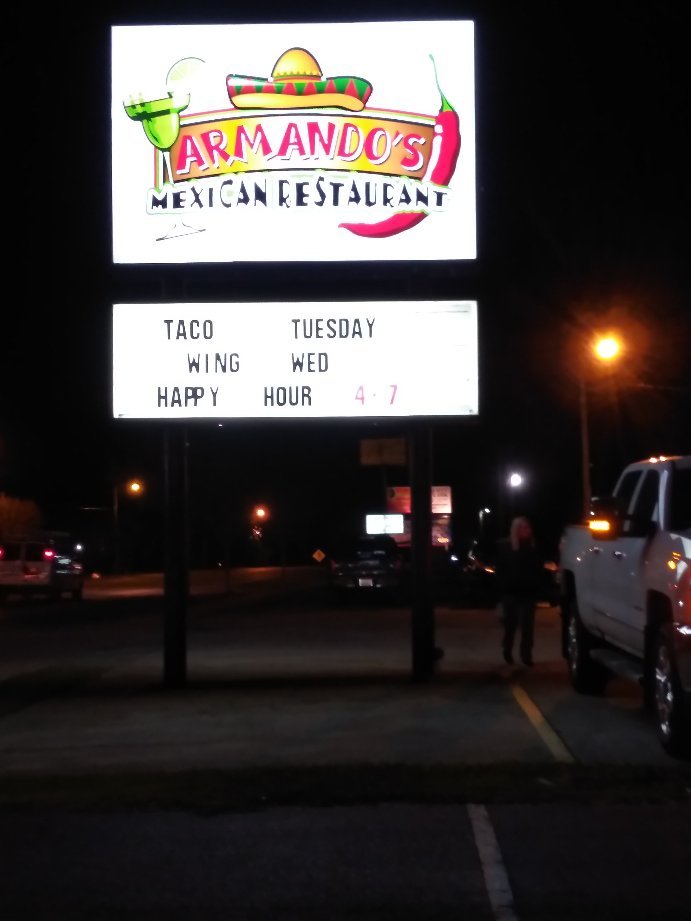 ARMANDO'S
MEXICAN RESTAURANT
TACO TUESDAY
WING WED
HAPPY HOUR 4-7